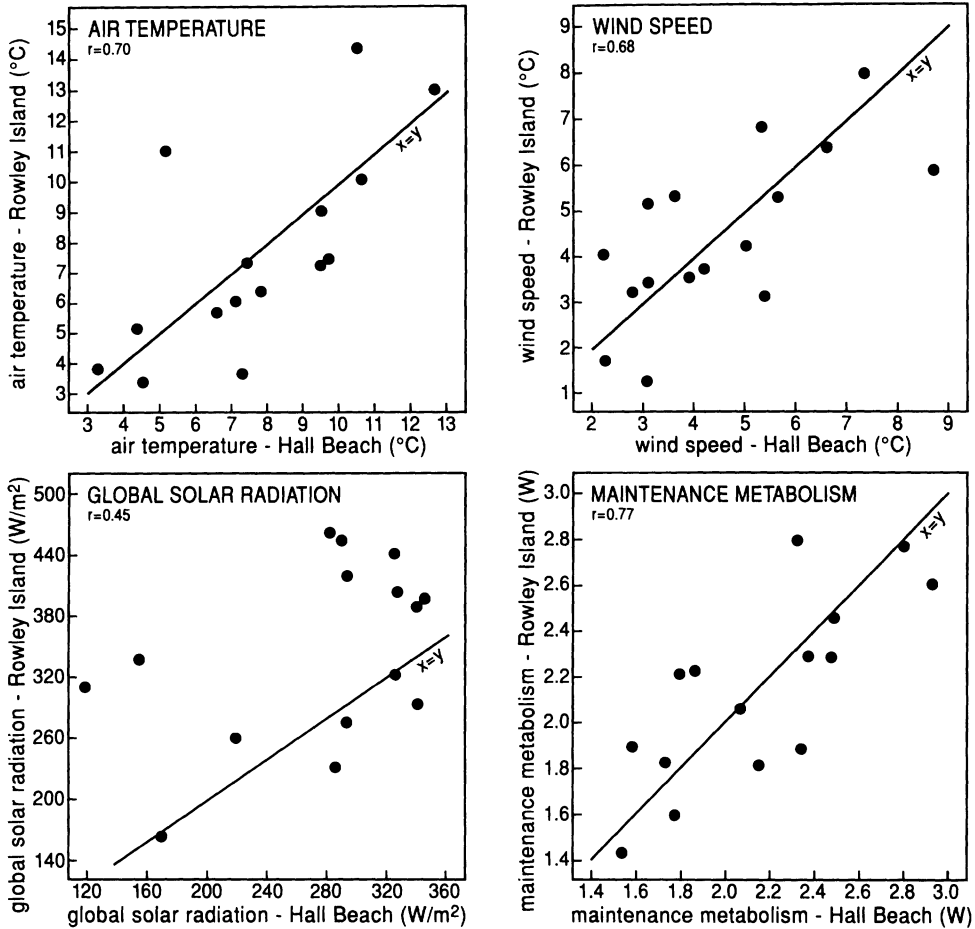 AIR TEMPERATURE
r=0.70
air temperature - Rowley Island (°C)
15
14
13
12
11
10
9
8
7
6
5
4
3
x=y
3 4 5 6 7 8 9 10 11 12 13
air temperature - Hall Beach (°C)
WIND SPEED
r=0.68
wind speed - Rowley Island (°C)
9
8
7
6
5
4
3
2
1
x=y
2 3 4 5 6 7 8 9
wind speed - Hall Beach (°C)
GLOBAL SOLAR RADIATION
r=0.45
global solar radiation - Rowley Island (W/m²)
500
440
380
320
260
200
140
x=y
120 160 200 240 280 320 360
global solar radiation - Hall Beach (W/m²)
MAINTENANCE METABOLISM
r=0.77
maintenance metabolism - Rowley Island (W)
3.0
2.8
2.6
2.4
2.2
2.0
1.8
1.6
1.4
x=y
1.4 1.6 1.8 2.0 2.2 2.4 2.6 2.8 3.0
maintenance metabolism - Hall Beach (W)